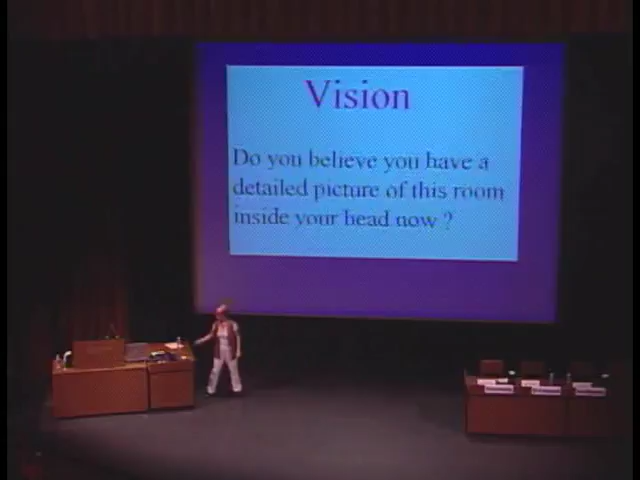 Vision
Do you believe you have a
detailed picture of this room
inside your head now ?